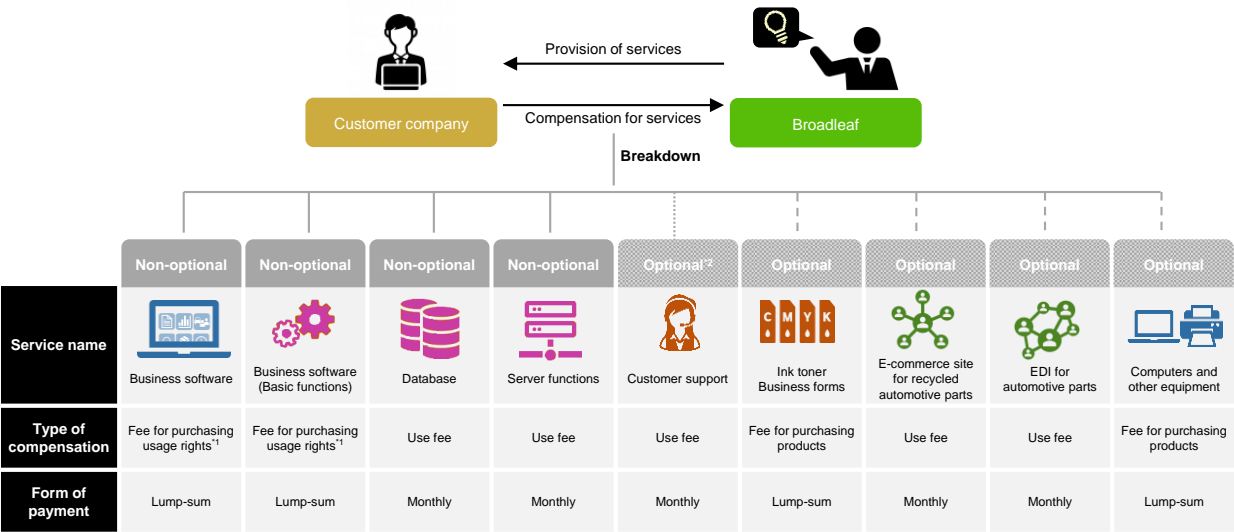 Provision of services
Compensation for services
Customer company
Broadleaf
Breakdown
Non-optional
Non-optional
Non-optional
Non-optional
Optional*2
Optional
Optional
Optional
Optional
Service name
Business software
Business software
(Basic functions)
Database
Server functions
Customer support
C M Y K
Ink toner
Business forms
E-commerce site
for recycled
automotive parts
EDI for
automotive parts
Computers and
other equipment
Type of
compensation
Fee for purchasing
usage rights*1
Fee for purchasing
usage rights*1
Use fee
Use fee
Use fee
Fee for purchasing
products
Use fee
Use fee
Fee for purchasing
products
Form of
payment
Lump-sum
Lump-sum
Monthly
Monthly
Monthly
Lump-sum
Monthly
Monthly
Lump-sum